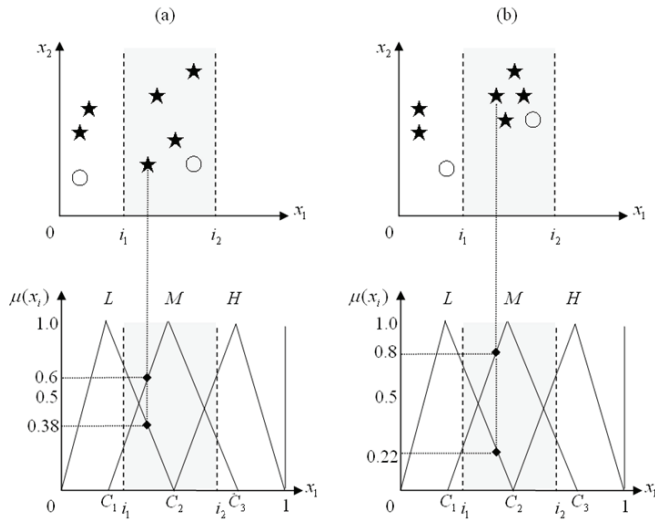 (a)
x₂
0
i₁
i₂
x₁
μ(xᵢ)
L
M
H
1.0
0.6
0.5
0.38
0
C₁
i₁
C₂
i₂
C₃
1
x₁
(b)
x₂
0
i₁
i₂
x₁
μ(xᵢ)
L
M
H
1.0
0.8
0.5
0.22
0
C₁
i₁
C₂
i₂
C₃
1
x₁